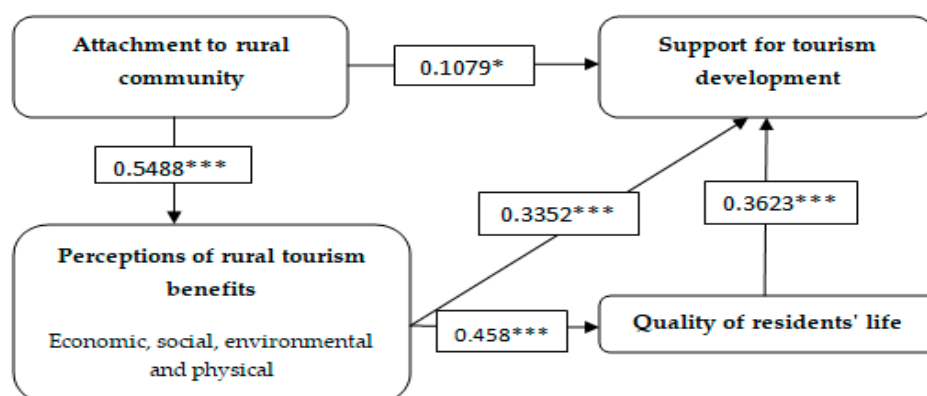 Attachment to rural
community
0.1079*
Support for tourism
development
0.5488***
0.3352***
0.3623***
Perceptions of rural tourism
benefits
Economic, social, environmental
and physical
0.458***
Quality of residents' life